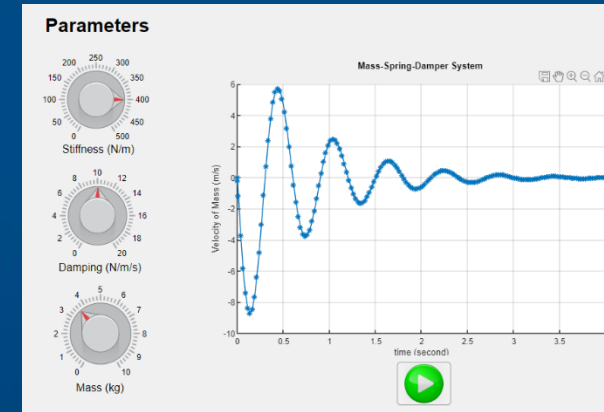 Parameters
0 50 100 150 200 250 300 350 400 450 500
Stiffness (N/m)
0 2 4 6 8 10 12 14 16 18 20
Damping (N/m/s)
0 1 2 3 4 5 6 7 8 9 10
Mass (kg)
Mass-Spring-Damper System
Velocity of Mass (m/s)
6
4
2
0
-2
-4
-6
-8
-10
0 0.5 1 1.5 2 2.5 3 3.5
time (second)